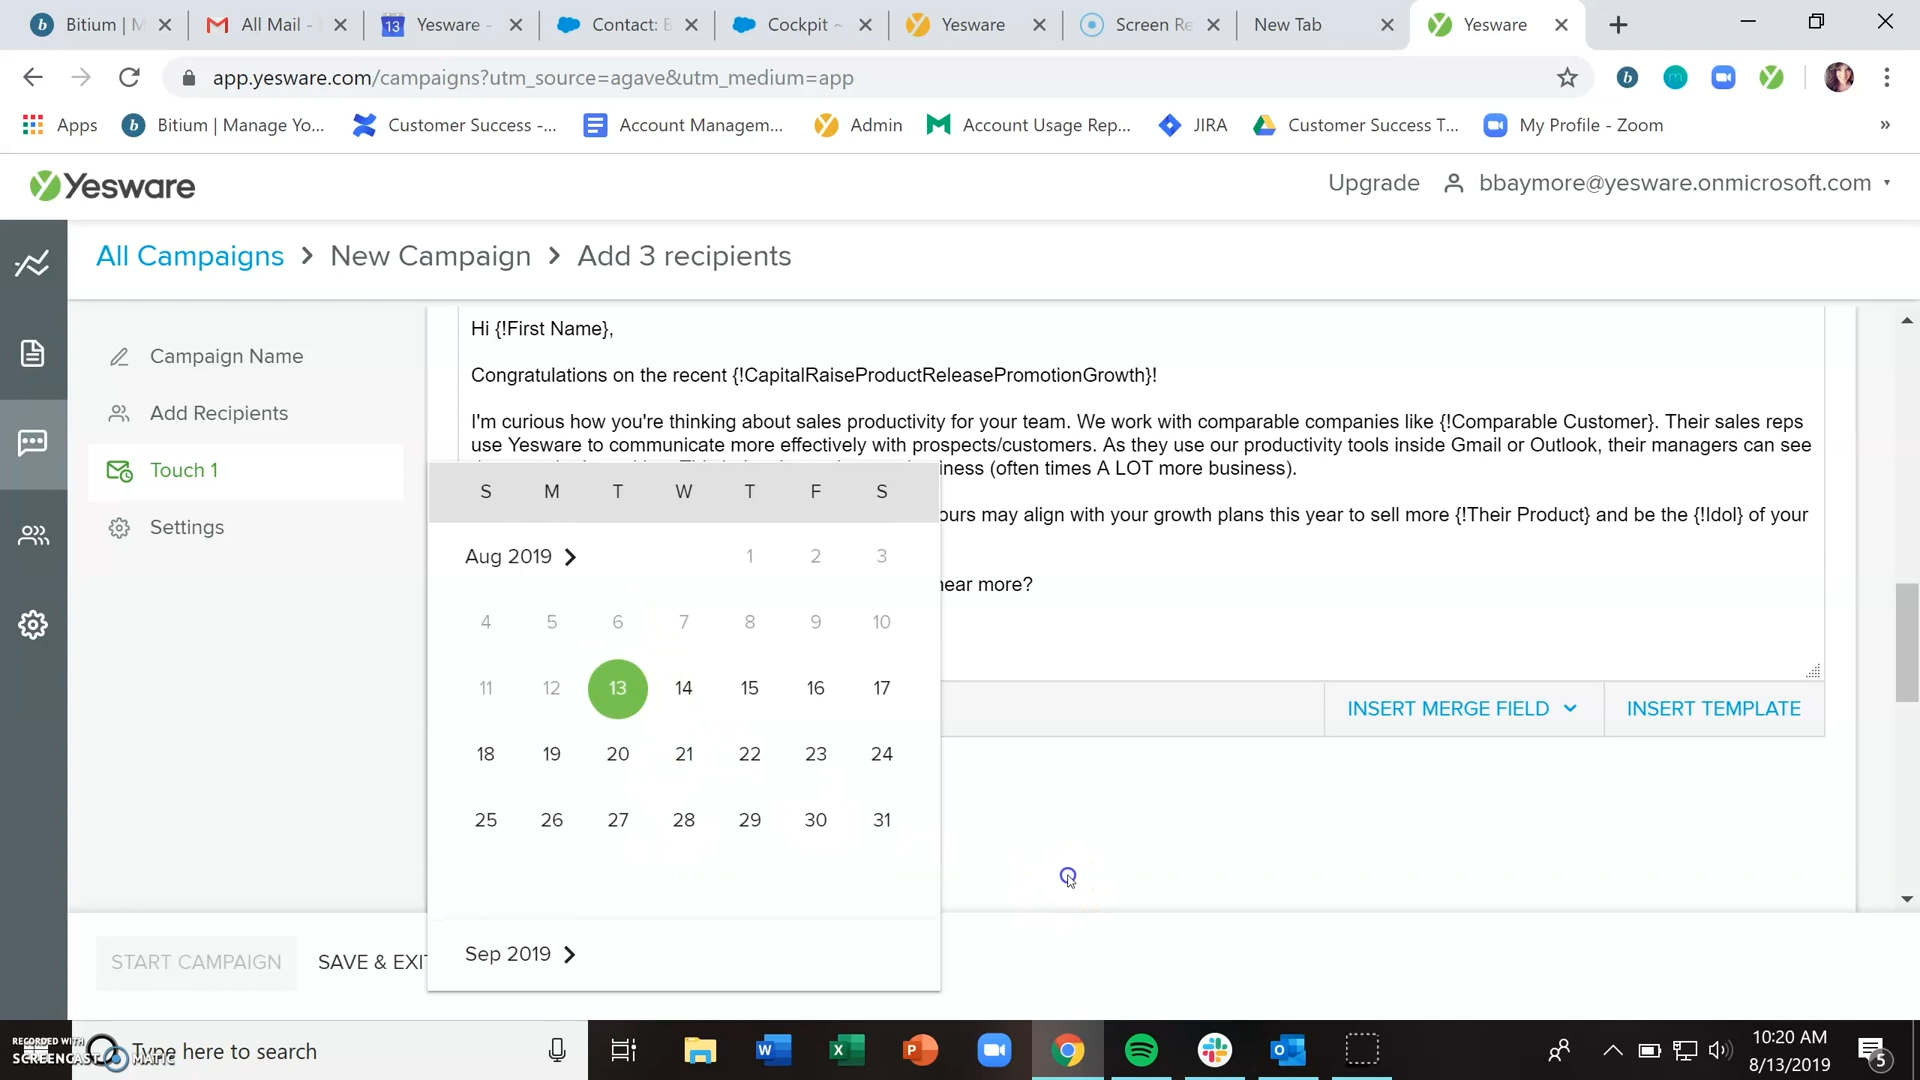 Bitium | M
All Mail -
13 Yesware -
Contact: B
Cockpit ~
Yesware
Screen Re
New Tab
Yesware
app.yesware.com/campaigns?utm_source=agave&utm_medium=app
Apps
Bitium | Manage Yo...
Customer Success -...
Account Managem...
Admin
Account Usage Rep...
JIRA
Customer Success T...
My Profile - Zoom
»
Yesware
Upgrade
bbaymore@yesware.onmicrosoft.com
All Campaigns > New Campaign > Add 3 recipients
Campaign Name
Add Recipients
Touch 1
Settings
Hi {!First Name},
Congratulations on the recent {!CapitalRaiseProductReleasePromotionGrowth}!
I'm curious how you're thinking about sales productivity for your team. We work with comparable companies like {!Comparable Customer}. Their sales reps
use Yesware to communicate more effectively with prospects/customers. As they use our productivity tools inside Gmail or Outlook, their managers can see
iness (often times A LOT more business).
ours may align with your growth plans this year to sell more {!Their Product} and be the {!Idol} of your
hear more?
S M T W T F S
Aug 2019 > 1 2 3
4 5 6 7 8 9 10
11 12 13 14 15 16 17
18 19 20 21 22 23 24
25 26 27 28 29 30 31
Sep 2019 >
INSERT MERGE FIELD
INSERT TEMPLATE
START CAMPAIGN
SAVE & EXIT
RECORDED WITH
SCREENCAST MATIC
Type here to search
10:20 AM
8/13/2019
5